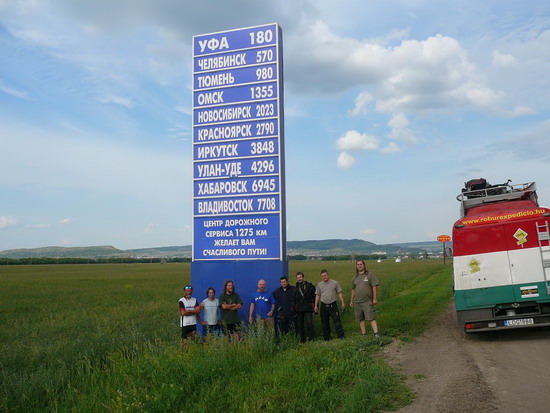 УФА 180
ЧЕЛЯБИНСК 570
ТЮМЕНЬ 980
ОМСК 1355
НОВОСИБИРСК 2023
КРАСНОЯРСК 2790
ИРКУТСК 3848
УЛАН-УДЕ 4296
ХАБАРОВСК 6945
ВЛАДИВОСТОК 7708
ЦЕНТР ДОРОЖНОГО
СЕРВИСА 1275 КМ
ЖЕЛАЕТ ВАМ
СЧАСЛИВОГО ПУТИ!
www.roburexpedicio.hu